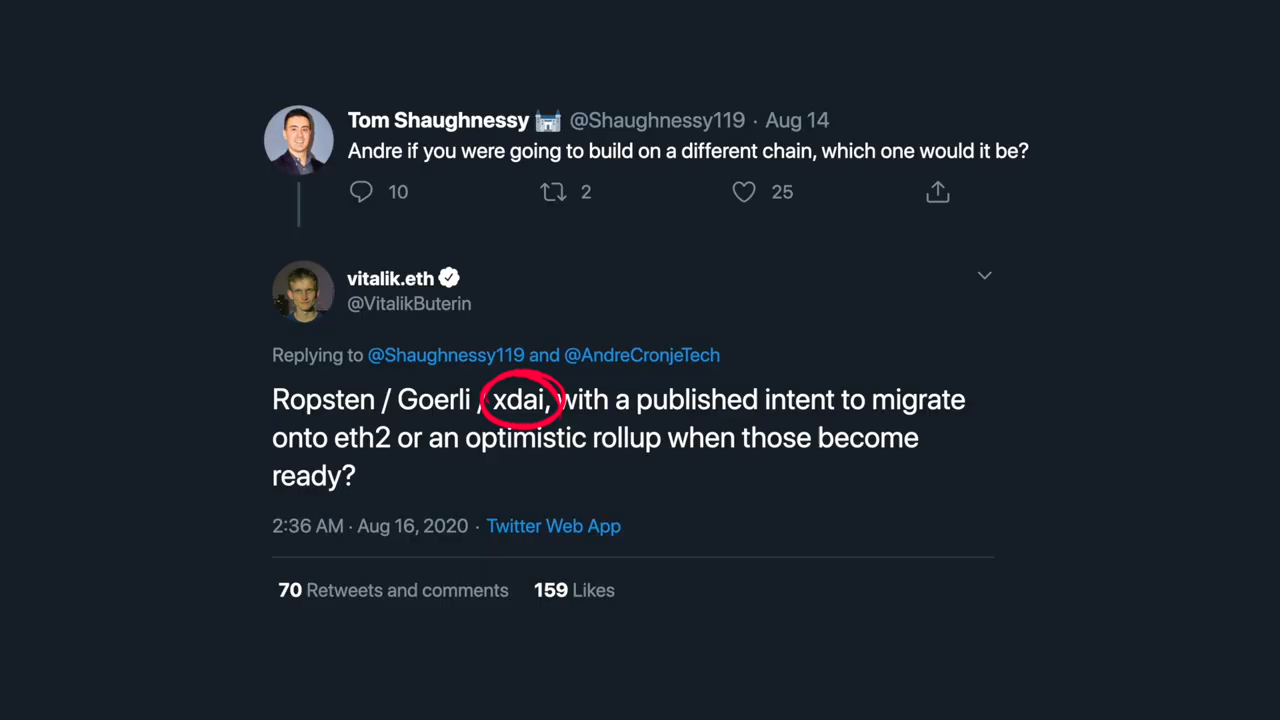 Tom Shaughnessy @Shaughnessy119 · Aug 14
Andre if you were going to build on a different chain, which one would it be?
10 2 25
vitalik.eth
@VitalikButerin
Replying to @Shaughnessy119 and @AndreCronjeTech
Ropsten / Goerli / xdai, with a published intent to migrate
onto eth2 or an optimistic rollup when those become
ready?
2:36 AM · Aug 16, 2020 · Twitter Web App
70 Retweets and comments 159 Likes